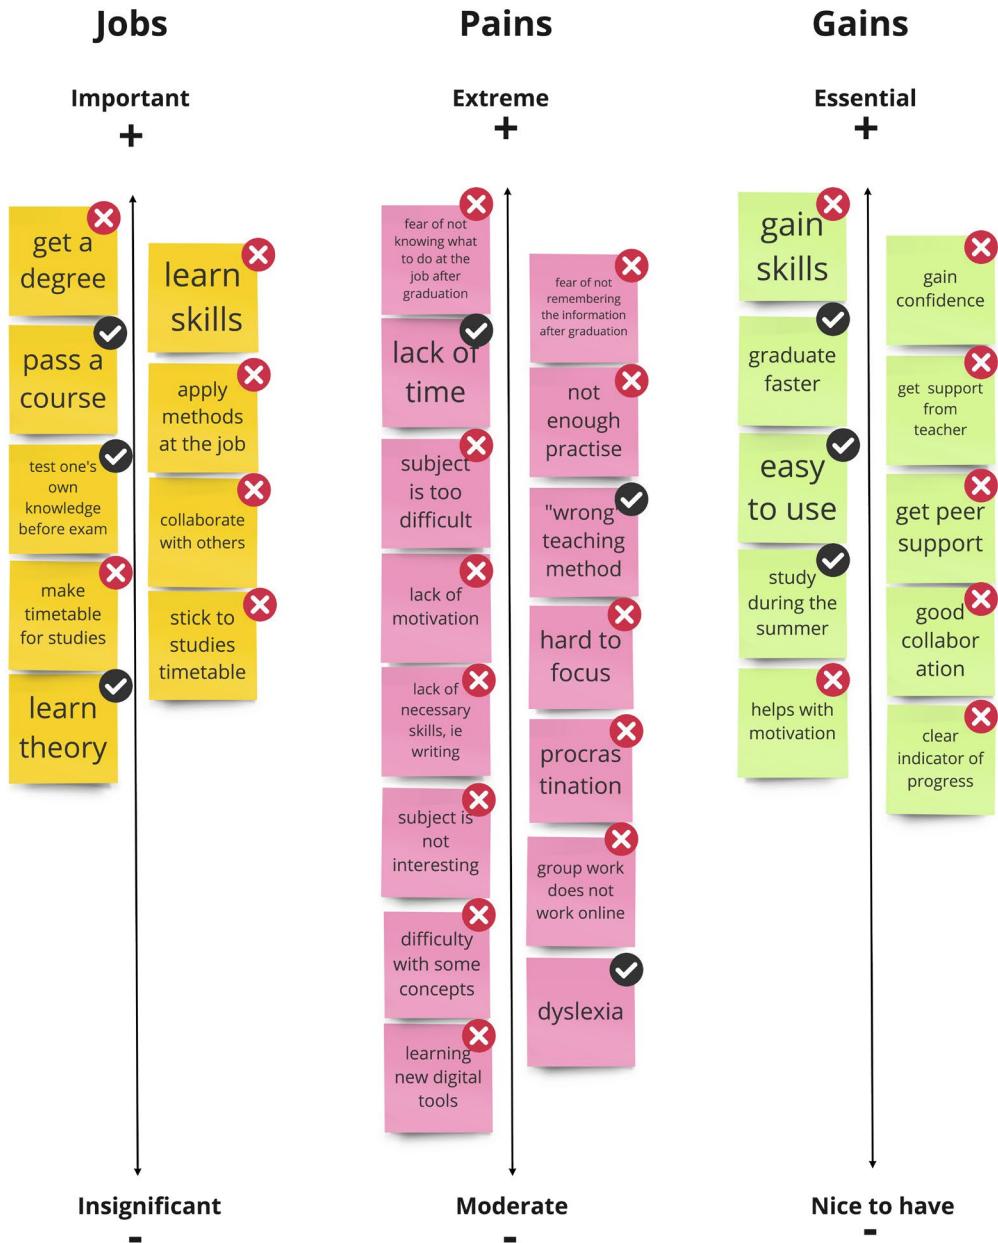 Jobs
Important
+
get a
degree
pass a
course
test one's
own
knowledge
before exam
make
timetable
for studies
learn
theory
learn
skills
apply
methods
at the job
collaborate
with others
stick to
studies
timetable
Insignificant
-
Pains
Extreme
+
fear of not
knowing what
to do at the
job after
graduation
lack of
time
subject
is too
difficult
lack of
motivation
lack of
necessary
skills, ie
writing
subject is
not
interesting
difficulty
with some
concepts
learning
new digital
tools
fear of not
remembering
the information
after graduation
not
enough
practise
"wrong"
teaching
method
hard to
focus
procras
tination
group work
does not
work online
dyslexia
Moderate
-
Gains
Essential
+
gain
skills
graduate
faster
easy
to use
study
during the
summer
helps with
motivation
gain
confidence
get support
from
teacher
get peer
support
good
collabor
ation
clear
indicator of
progress
Nice to have
-